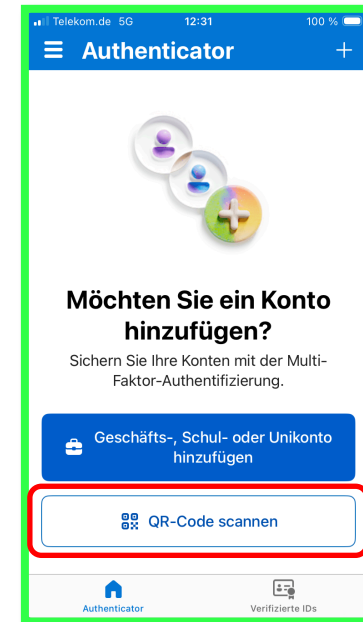 Telekom.de 5G 12:31 100 %
Authenticator
Möchten Sie ein Konto
hinzufügen?
Sichern Sie Ihre Konten mit der Multi-
Faktor-Authentifizierung.
Geschäfts-, Schul- oder Unikonto
hinzufügen
QR-Code scannen
Authenticator Verifizierte IDs